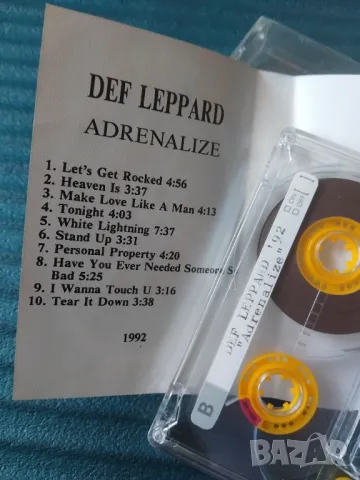 DEF LEPPARD
ADRENALIZE
1. Let's Get Rocked 4:56
2. Heaven Is 3:37
3. Make Love Like A Man 4:13
4. Tonight 4:03
5. White Lightning 7:37
6. Stand Up 3:31
7. Personal Property 4:20
8. Have You Ever Needed Someone So
Bad 5:25
9. I Wanna Touch U 3:16
10. Tear It Down 3:38
1992
B
DEF LEPPARD '92
"Adrenalize"
BAZAR